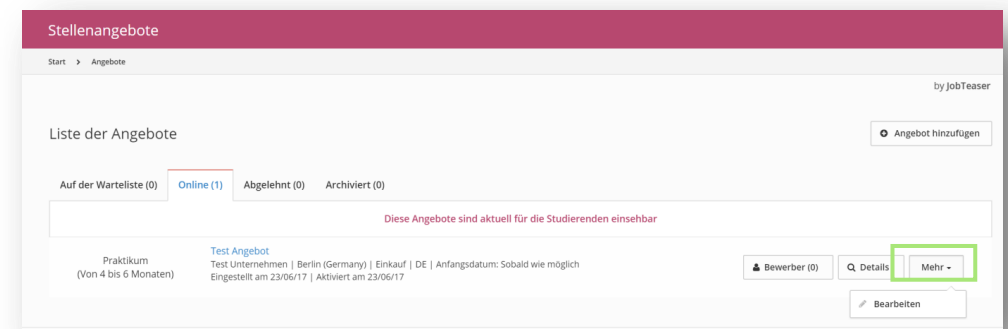 Stellenangebote
Start > Angebote
by JobTeaser
Liste der Angebote
Angebot hinzufügen
Auf der Warteliste (0) Online (1) Abgelehnt (0) Archiviert (0)
Diese Angebote sind aktuell für die Studierenden einsehbar
Praktikum
(Von 4 bis 6 Monaten)
Test Angebot
Test Unternehmen | Berlin (Germany) | Einkauf | DE | Anfangsdatum: Sobald wie möglich
Eingestellt am 23/06/17 | Aktiviert am 23/06/17
Bewerber (0) Details Mehr
Bearbeiten